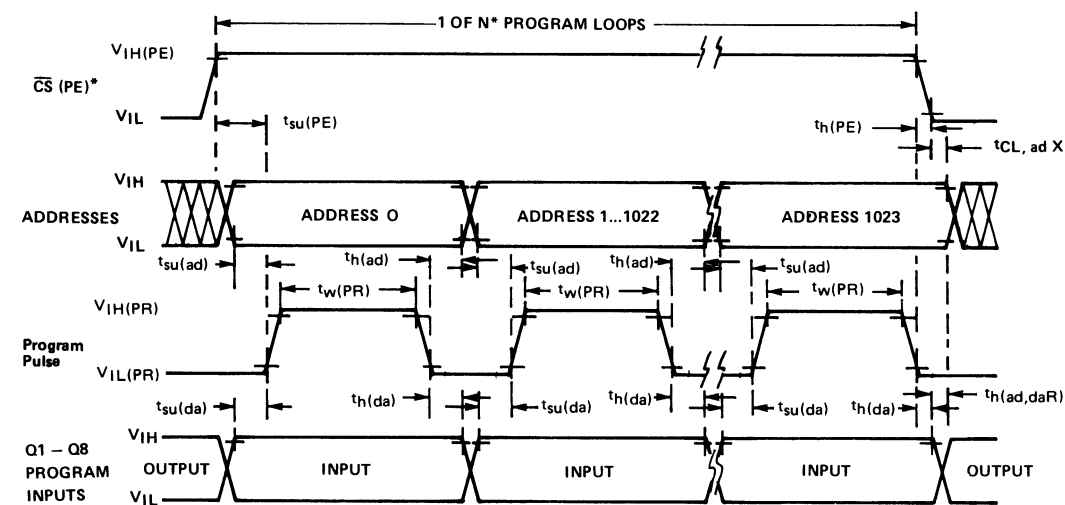 1 OF N* PROGRAM LOOPS
VIH(PE)
CS (PE)*
VIL
tsu(PE)
th(PE)
tCL, ad X
VIH
ADDRESSES
ADDRESS 0
ADDRESS 1...1022
ADDRESS 1023
VIL
tsu(ad)
th(ad)
tsu(ad)
th(ad)
tsu(ad)
tw(PR)
tw(PR)
tw(PR)
VIH(PR)
Program
Pulse
VIL(PR)
tsu(da)
th(da)
tsu(da)
th(da)
tsu(da)
th(da)
th(ad,daR)
VIH
Q1 – Q8
PROGRAM
INPUTS
OUTPUT
INPUT
INPUT
INPUT
OUTPUT
VIL